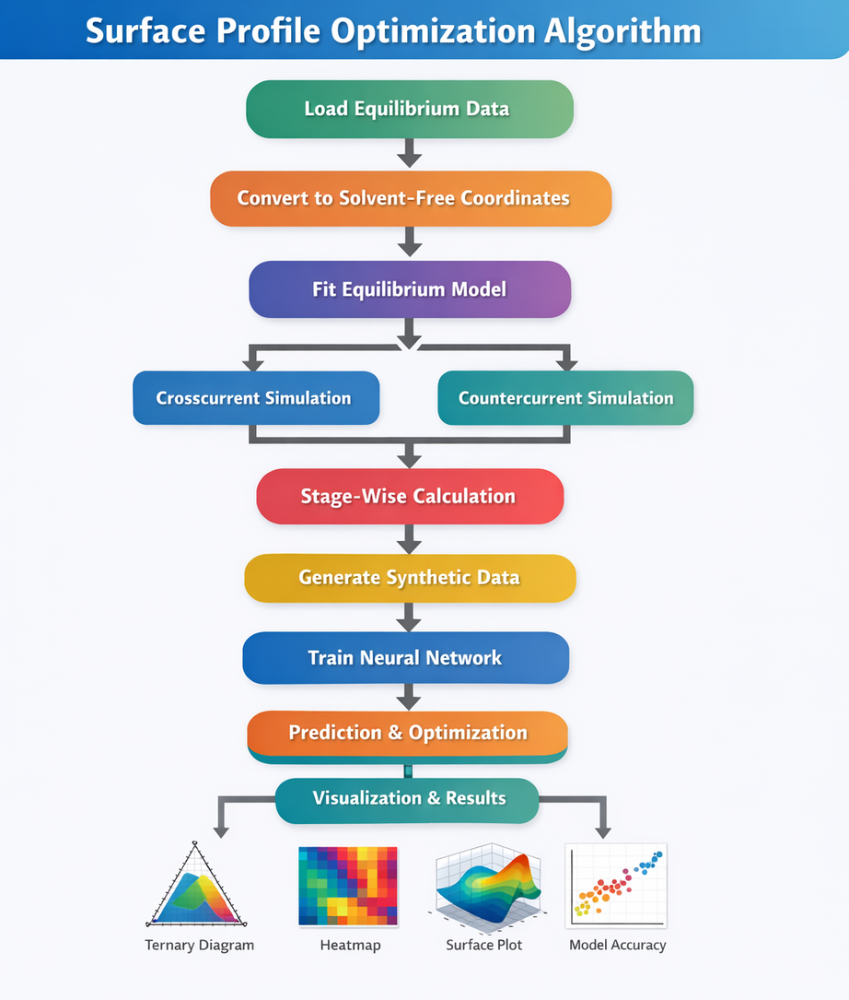 Surface Profile Optimization Algorithm
Load Equilibrium Data
Convert to Solvent-Free Coordinates
Fit Equilibrium Model
Crosscurrent Simulation
Countercurrent Simulation
Stage-Wise Calculation
Generate Synthetic Data
Train Neural Network
Prediction & Optimization
Visualization & Results
Ternary Diagram
Heatmap
Surface Plot
Model Accuracy